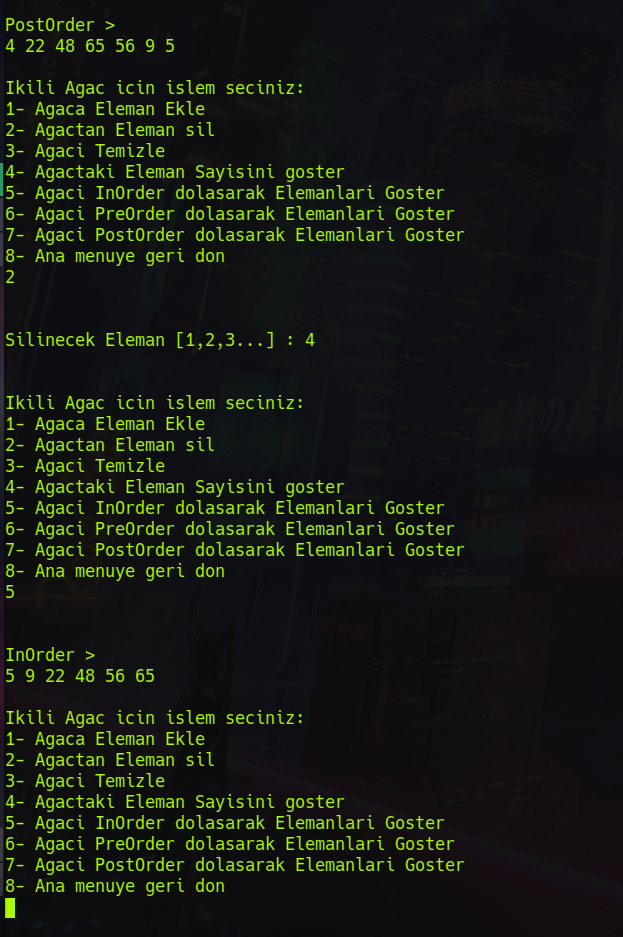 PostOrder >
4 22 48 65 56 9 5
Ikili Agac icin islem seciniz:
1- Agaca Eleman Ekle
2- Agactan Eleman sil
3- Agaci Temizle
4- Agactaki Eleman Sayisini goster
5- Agaci InOrder dolasarak Elemanlari Goster
6- Agaci PreOrder dolasarak Elemanlari Goster
7- Agaci PostOrder dolasarak Elemanlari Goster
8- Ana menuye geri don
2
Silinecek Eleman [1,2,3...] : 4
Ikili Agac icin islem seciniz:
1- Agaca Eleman Ekle
2- Agactan Eleman sil
3- Agaci Temizle
4- Agactaki Eleman Sayisini goster
5- Agaci InOrder dolasarak Elemanlari Goster
6- Agaci PreOrder dolasarak Elemanlari Goster
7- Agaci PostOrder dolasarak Elemanlari Goster
8- Ana menuye geri don
5
InOrder >
5 9 22 48 56 65
Ikili Agac icin islem seciniz:
1- Agaca Eleman Ekle
2- Agactan Eleman sil
3- Agaci Temizle
4- Agactaki Eleman Sayisini goster
5- Agaci InOrder dolasarak Elemanlari Goster
6- Agaci PreOrder dolasarak Elemanlari Goster
7- Agaci PostOrder dolasarak Elemanlari Goster
8- Ana menuye geri don